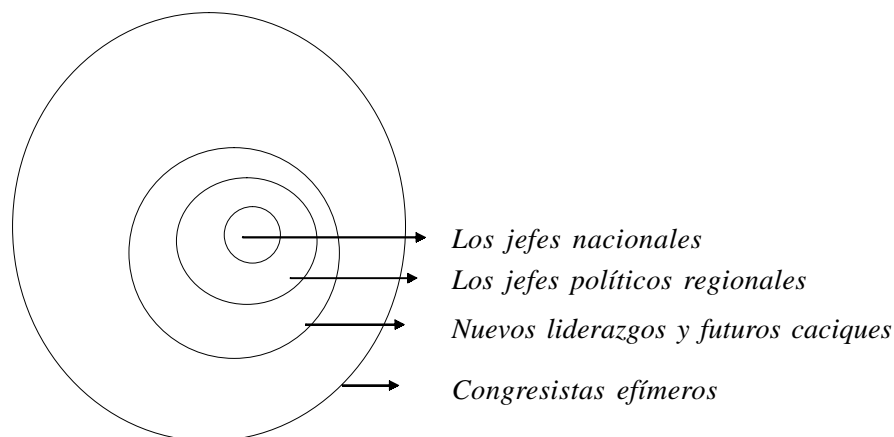 Los jefes nacionales
Los jefes políticos regionales
Nuevos liderazgos y futuros caciques
Congresistas efímeros